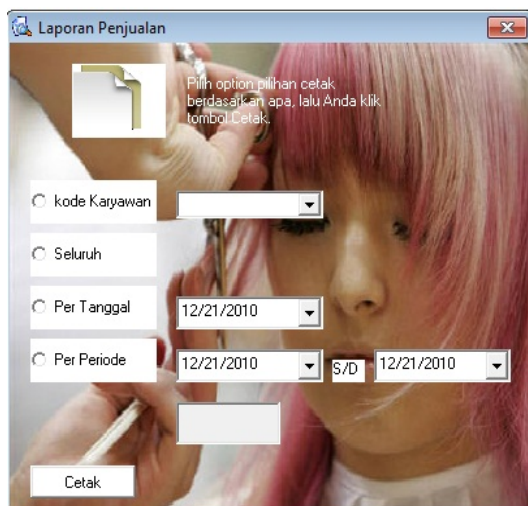 Laporan Penjualan
Pilih option pilihan cetak
berdasatkan apa, lalu Anda klik
tombol Cetak.
kode Karyawan
Seluruh
Per Tanggal 12/21/2010
Per Periode 12/21/2010 S/D 12/21/2010
Cetak